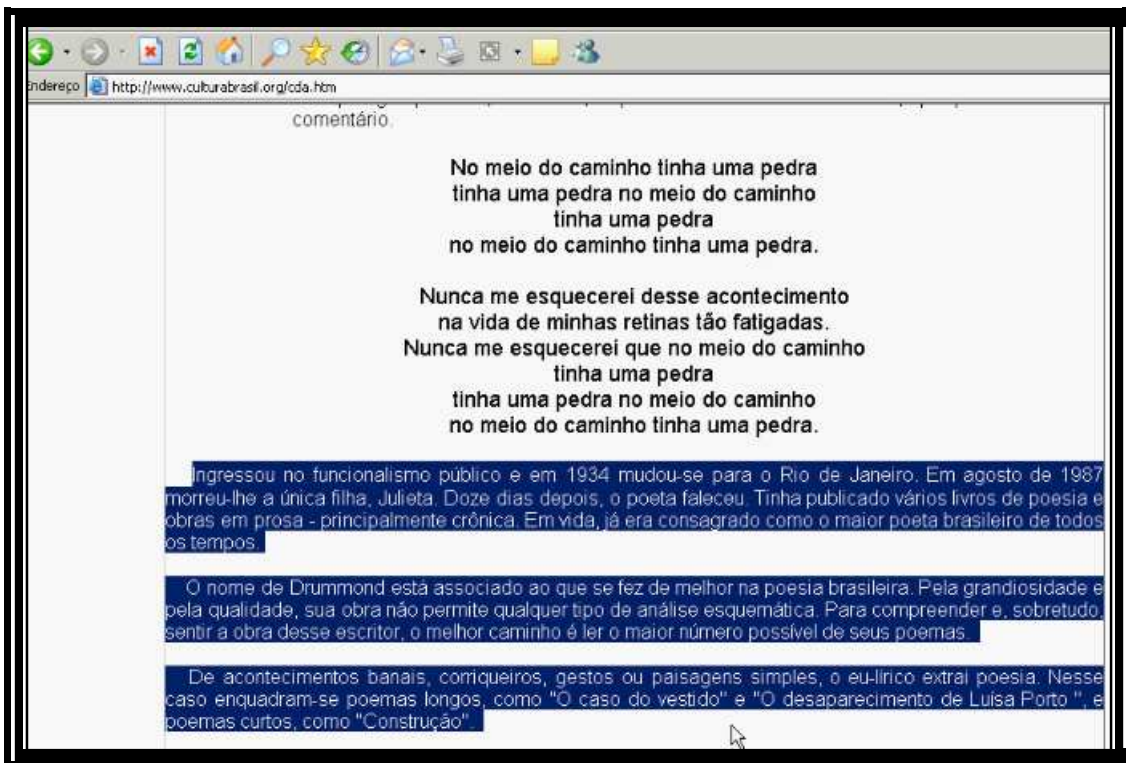 Endereço http://www.culturabrasil.org/cda.htm
comentário.
No meio do caminho tinha uma pedra
tinha uma pedra no meio do caminho
tinha uma pedra
no meio do caminho tinha uma pedra.
Nunca me esquecerei desse acontecimento
na vida de minhas retinas tão fatigadas.
Nunca me esquecerei que no meio do caminho
tinha uma pedra
tinha uma pedra no meio do caminho
no meio do caminho tinha uma pedra.
Ingressou no funcionalismo público e em 1934 mudou-se para o Rio de Janeiro. Em agosto de 1987
morreu-lhe a única filha, Julieta. Doze dias depois, o poeta faleceu. Tinha publicado vários livros de poesia e
obras em prosa - principalmente crônica. Em vida, já era consagrado como o maior poeta brasileiro de todos
os tempos.
O nome de Drummond está associado ao que se fez de melhor na poesia brasileira. Pela grandiosidade e
pela qualidade, sua obra não permite qualquer tipo de análise esquemática. Para compreender e, sobretudo,
sentir a obra desse escritor, o melhor caminho é ler o maior número possível de seus poemas.
De acontecimentos banais, corriqueiros, gestos ou paisagens simples, o eu-lírico extrai poesia. Nesse
caso enquadram-se poemas longos, como "O caso do vestido" e "O desaparecimento de Luisa Porto ", e
poemas curtos, como "Construção".